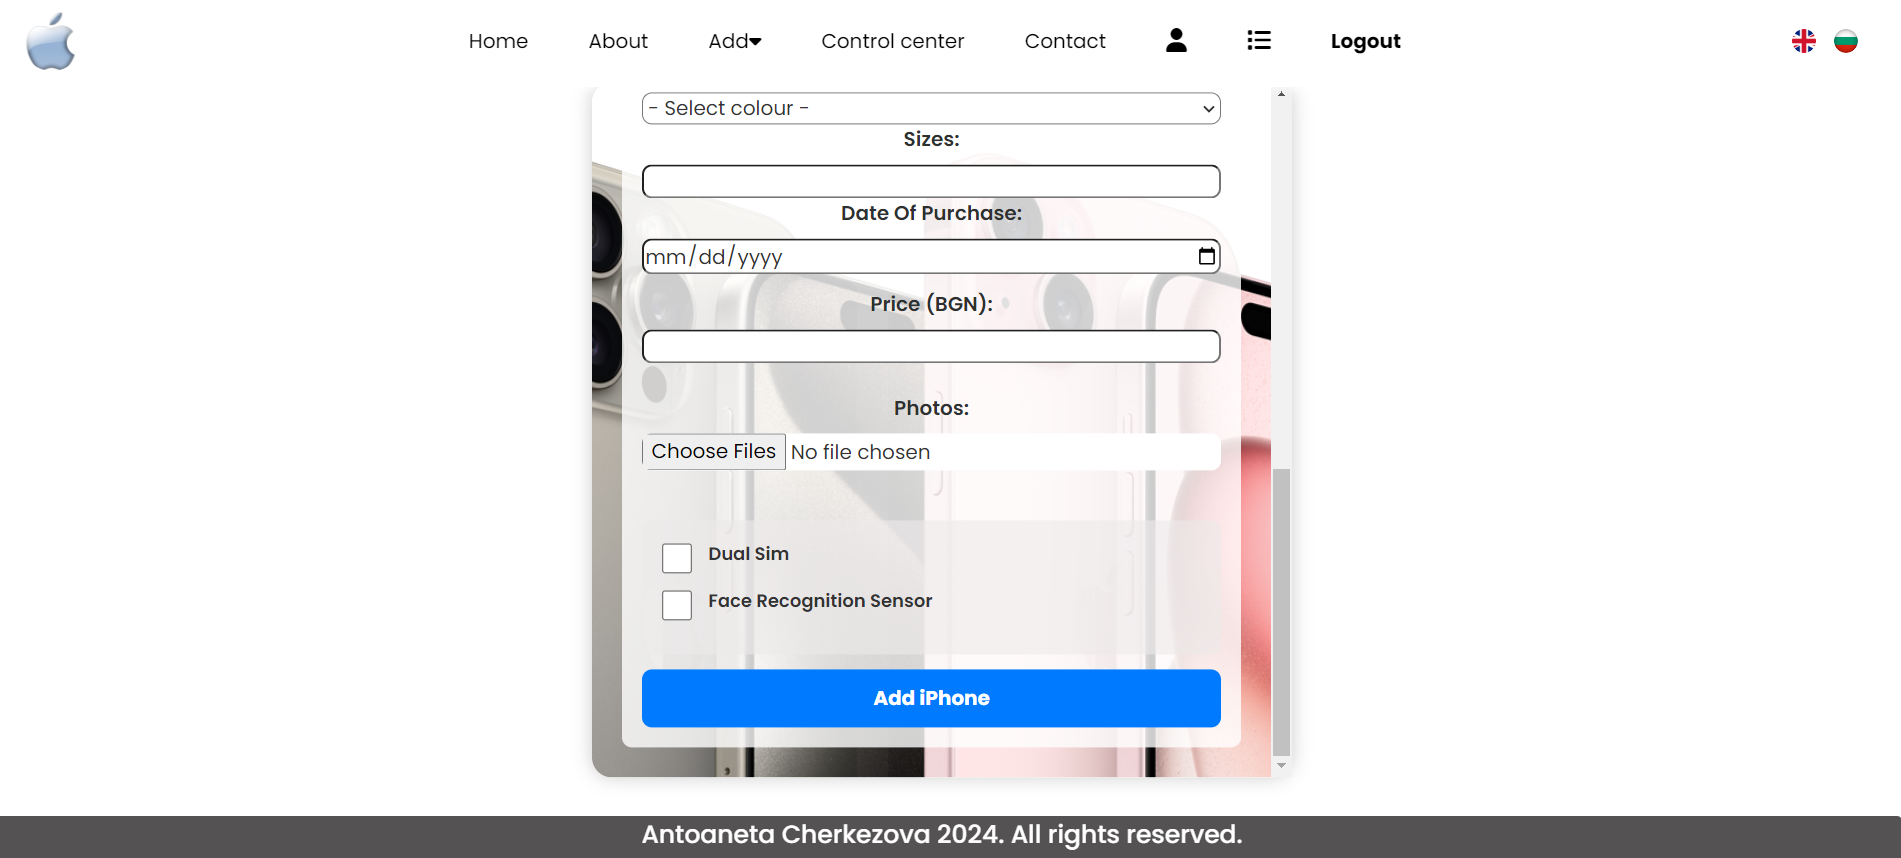 Home About Add Control center Contact Logout
- Select colour -
Sizes:
Date Of Purchase:
mm/dd/yyyy
Price (BGN):
Photos:
Choose Files No file chosen
Dual Sim
Face Recognition Sensor
Add iPhone
Antoaneta Cherkezova 2024. All rights reserved.